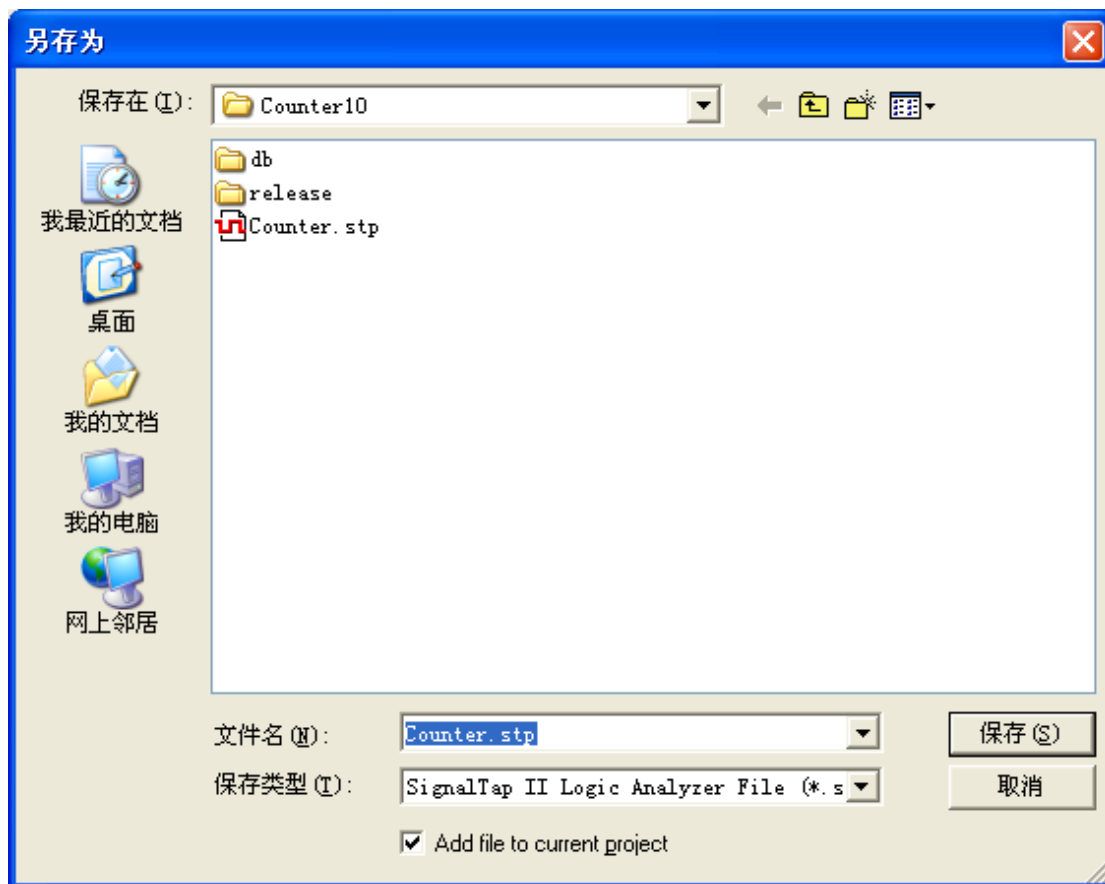 另存为
保存在(I):
Counter10
db
release
Counter.stp
我最近的文档
桌面
我的文档
我的电脑
网上邻居
文件名(N):
Counter.stp
保存(S)
保存类型(T):
SignalTap II Logic Analyzer File (*.s
取消
Add file to current project